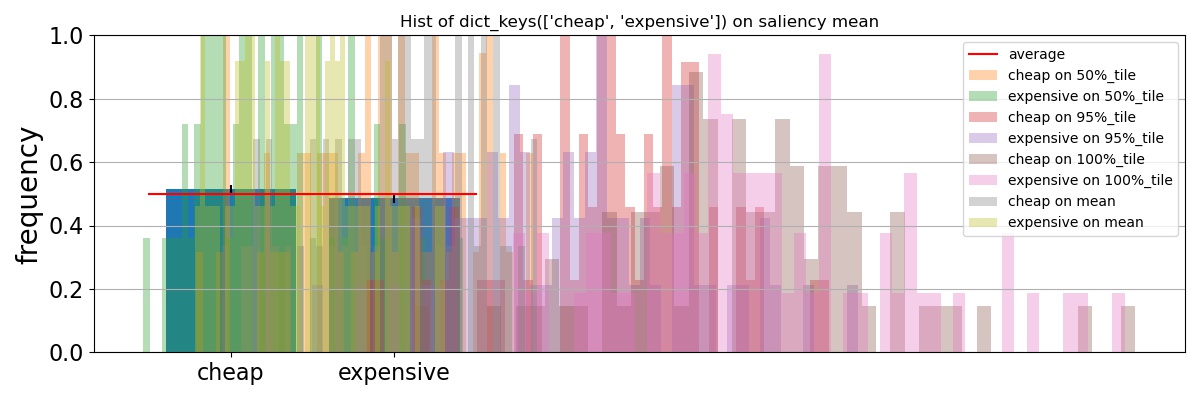 Hist of dict_keys(['cheap', 'expensive']) on saliency mean
frequency
1.0
0.8
0.6
0.4
0.2
0.0
cheap
expensive
average
cheap on 50%_tile
expensive on 50%_tile
cheap on 95%_tile
expensive on 95%_tile
cheap on 100%_tile
expensive on 100%_tile
cheap on mean
expensive on mean